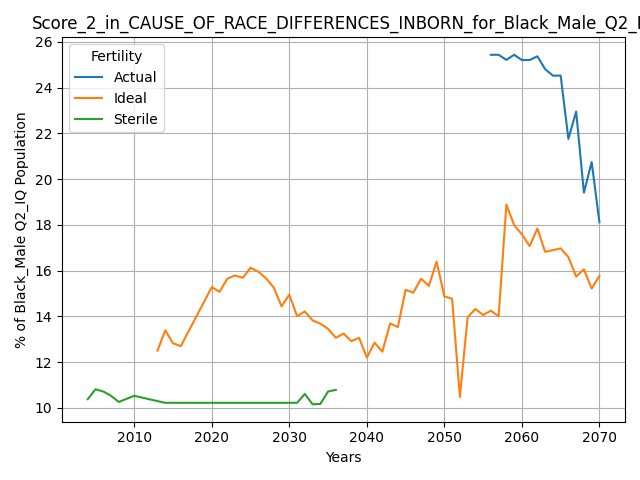 Score_2_in_CAUSE_OF_RACE_DIFFERENCES_INBORN_for_Black_Male_Q2_I
Fertility
Actual
Ideal
Sterile
% of Black_Male Q2_IQ Population
26
24
22
20
18
16
14
12
10
2010
2020
2030
2040
2050
2060
2070
Years